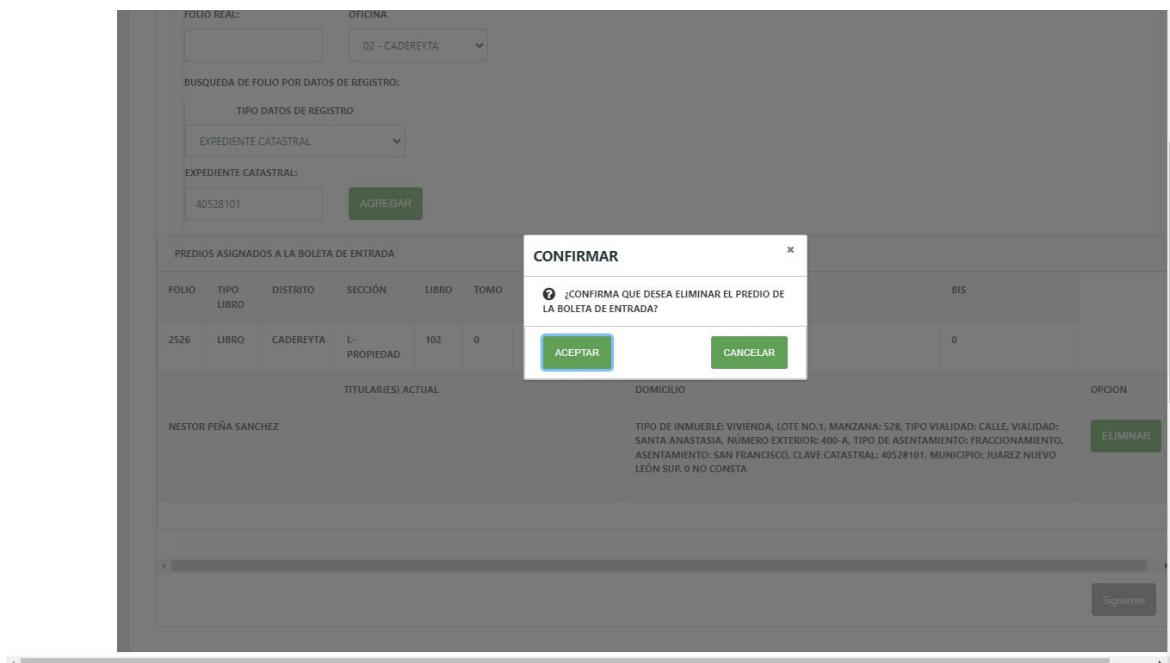 FOLIO REAL: OFICINA
02 - CADEREYTA
BUSQUEDA DE FOLIO POR DATOS DE REGISTRO:
TIPO DATOS DE REGISTRO
EXPEDIENTE CATASTRAL
EXPEDIENTE CATASTRAL:
40528101 AGREGAR
PREDIOS ASIGNADOS A LA BOLETA DE ENTRADA
CONFIRMAR ×
¿CONFIRMA QUE DESEA ELIMINAR EL PREDIO DE
LA BOLETA DE ENTRADA?
ACEPTAR CANCELAR
FOLIO TIPO DISTRITO SECCIÓN LIBRO TOMO BIS
LIBRO
2526 LIBRO CADEREYTA I.- 102 0 0
PROPIEDAD
TITULAR(ES) ACTUAL DOMICILIO OPCION
NESTOR PEÑA SANCHEZ
TIPO DE INMUEBLE: VIVIENDA, LOTE NO.1, MANZANA: 528, TIPO VIALIDAD: CALLE, VIALIDAD:
SANTA ANASTASIA, NÚMERO EXTERIOR: 400-A, TIPO DE ASENTAMIENTO: FRACCIONAMIENTO,
ASENTAMIENTO: SAN FRANCISCO, CLAVE CATASTRAL: 40528101, MUNICIPIO: JUAREZ NUEVO
LEÓN SUP. 0 NO CONSTA
ELIMINAR
Siguiente